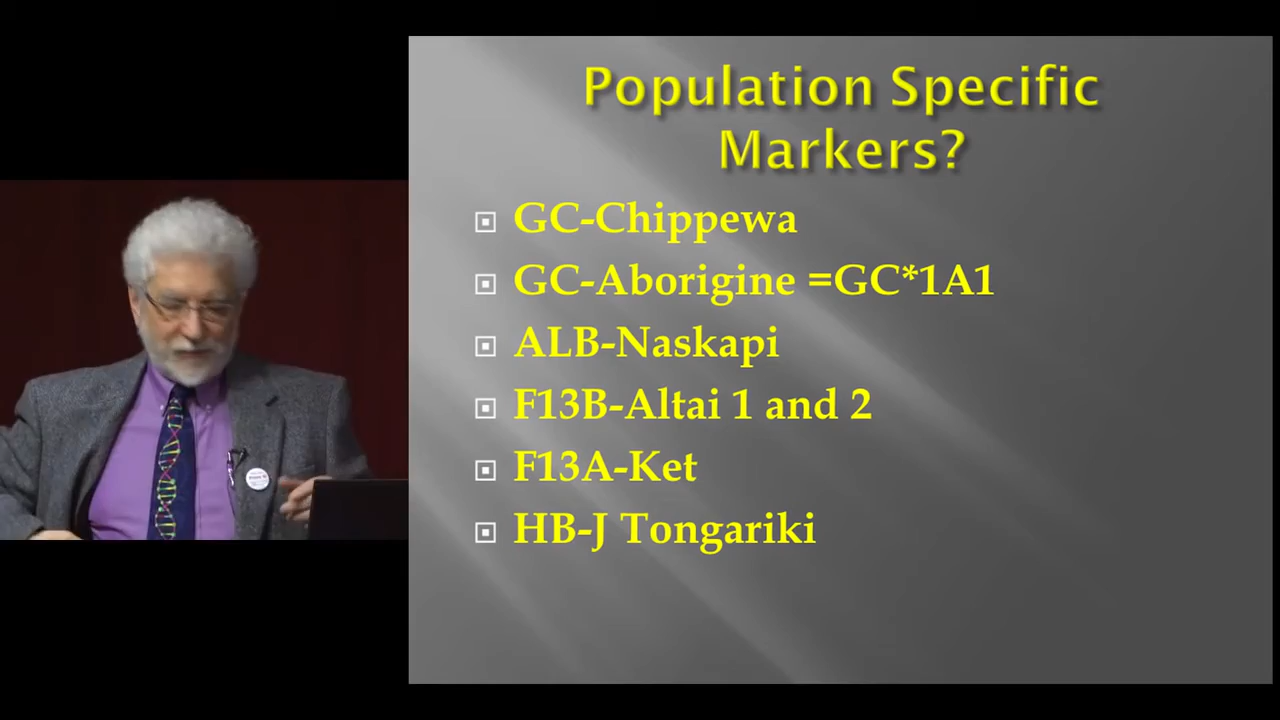 Population Specific
Markers?
GC-Chippewa
GC-Aborigine =GC*1A1
ALB-Naskapi
F13B-Altai 1 and 2
F13A-Ket
HB-J Tongariki